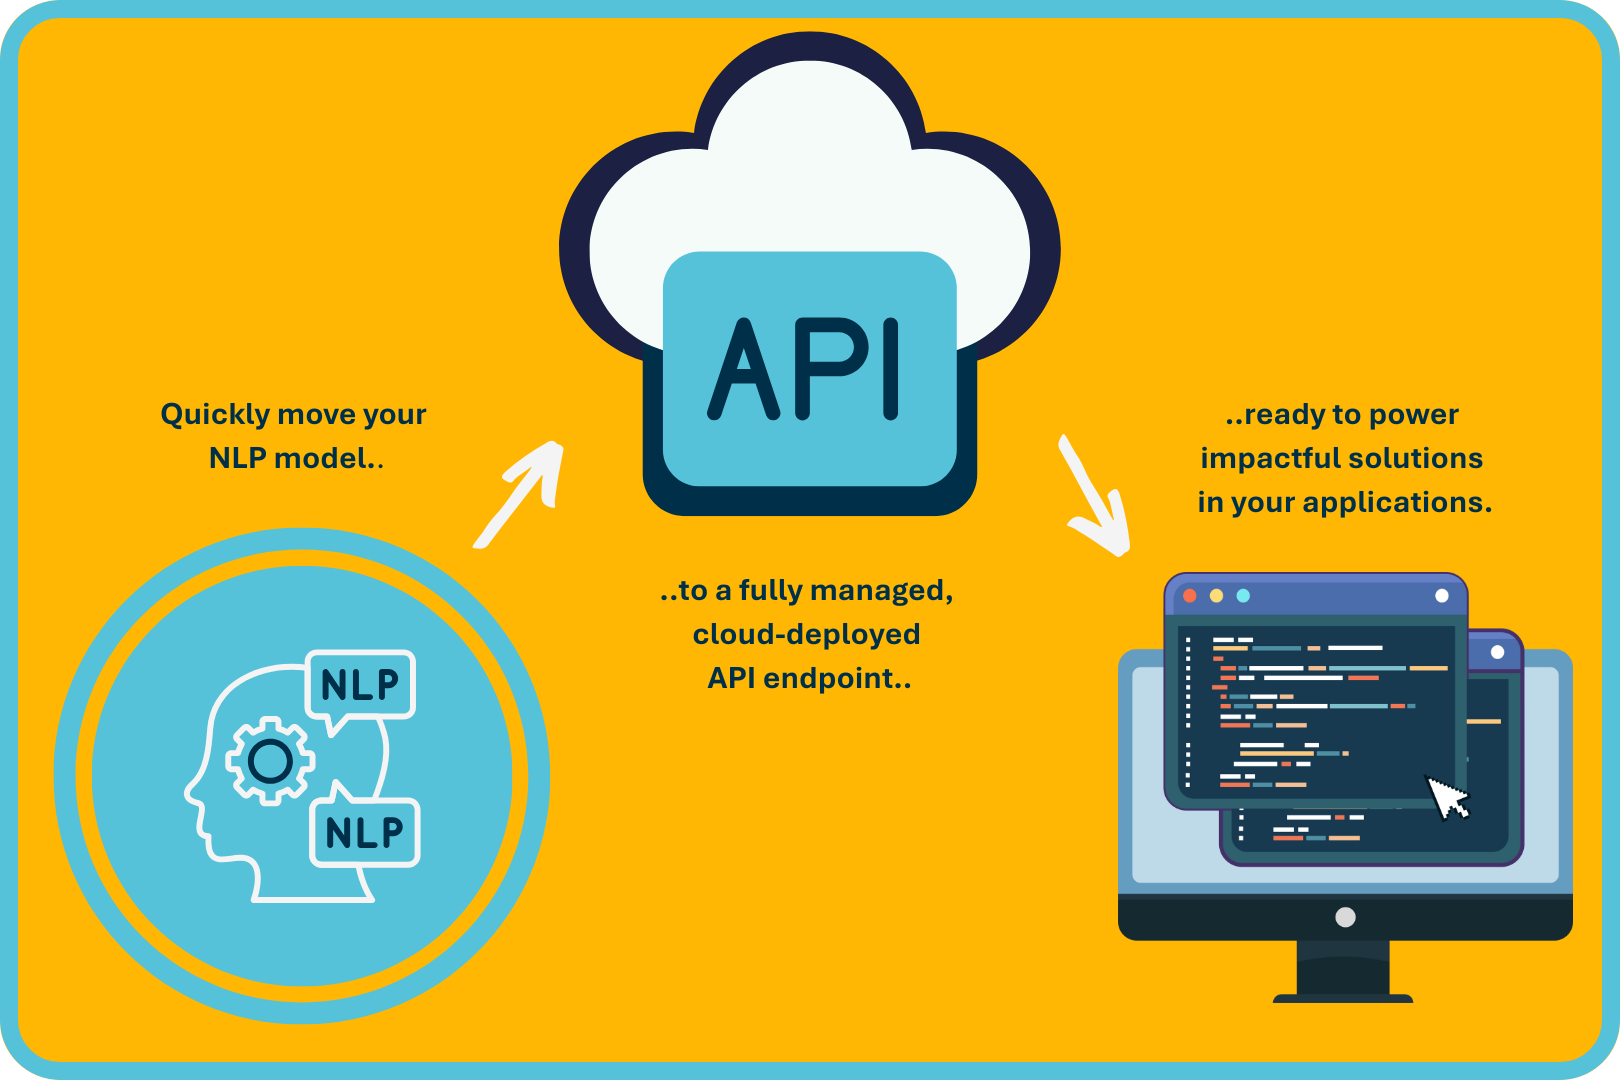 API
Quickly move your
NLP model..
..ready to power
impactful solutions
in your applications.
..to a fully managed,
cloud-deployed
API endpoint..
NLP
NLP